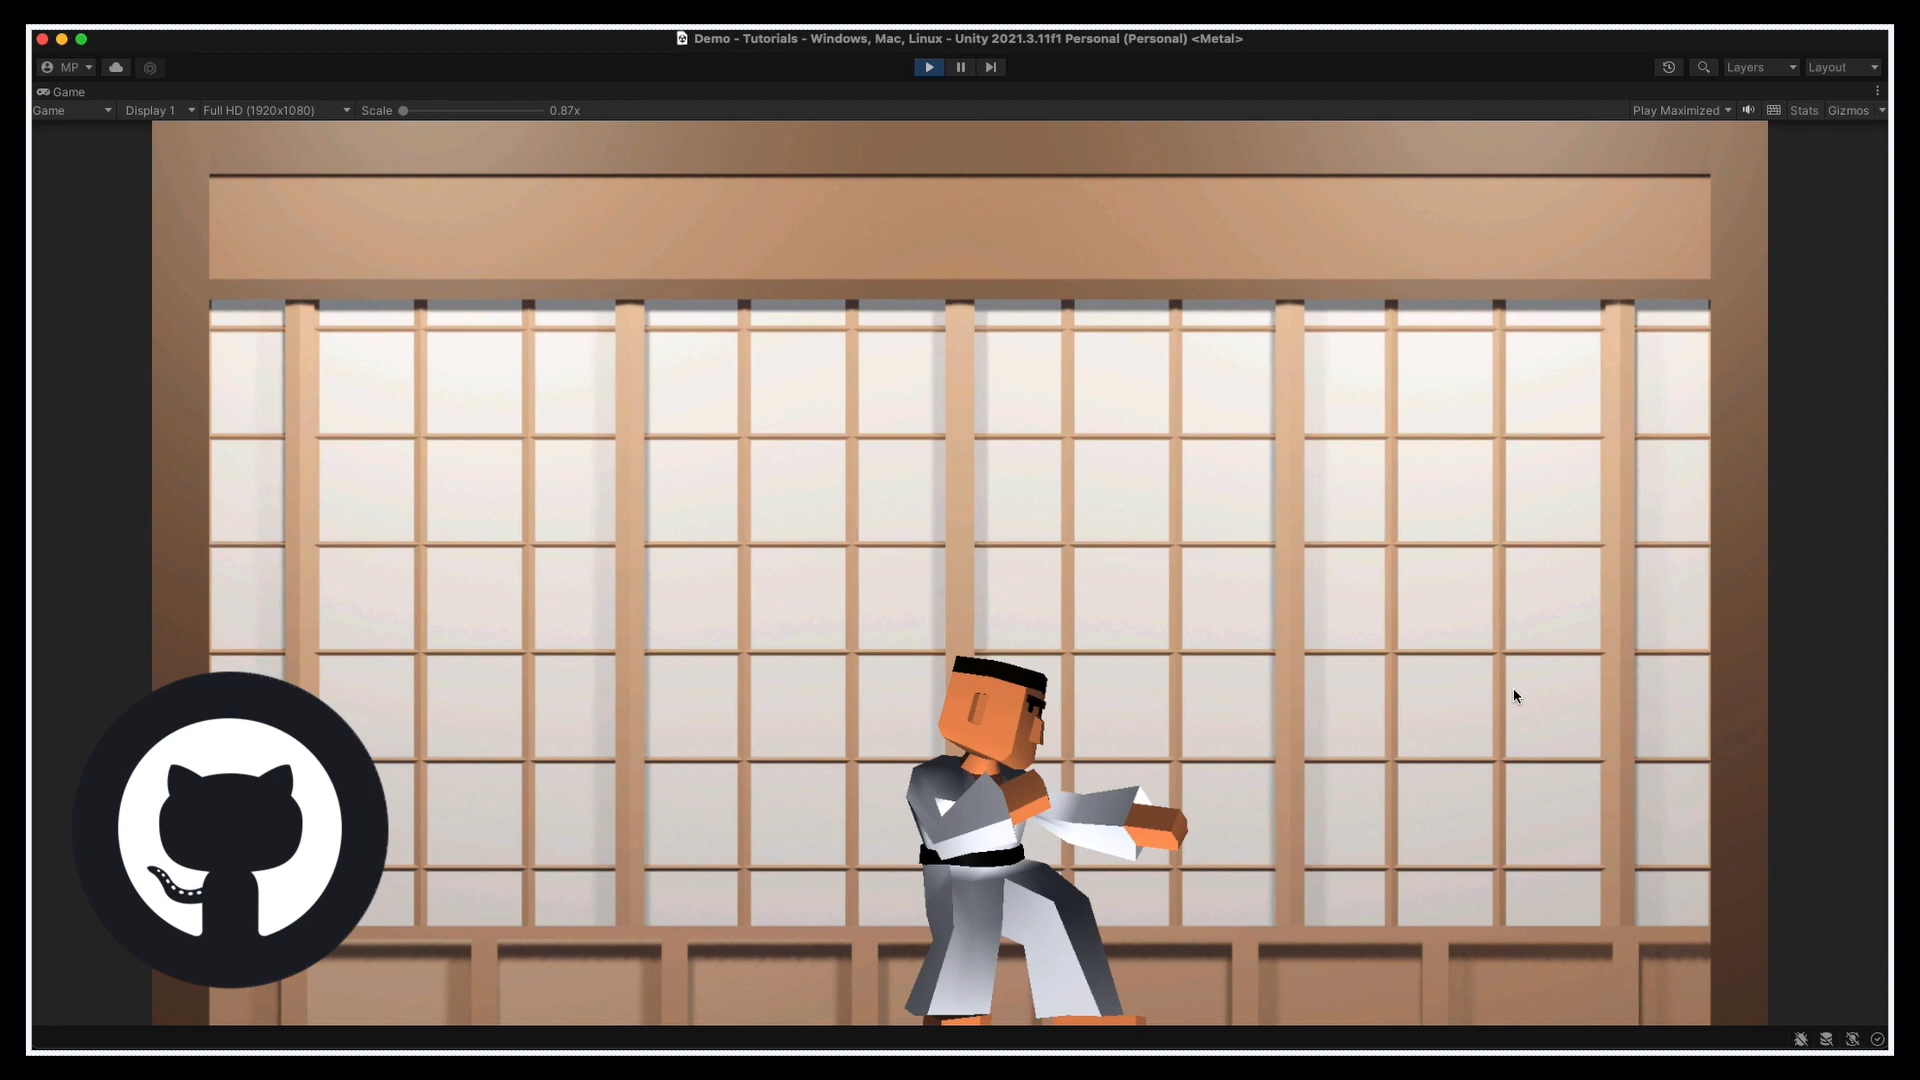 Demo - Tutorials - Windows, Mac, Linux - Unity 2021.3.11f1 Personal (Personal) <Metal>
MP
Layers
Layout
Game
Game
Display 1
Full HD (1920x1080)
Scale
0.87x
Play Maximized
Stats
Gizmos